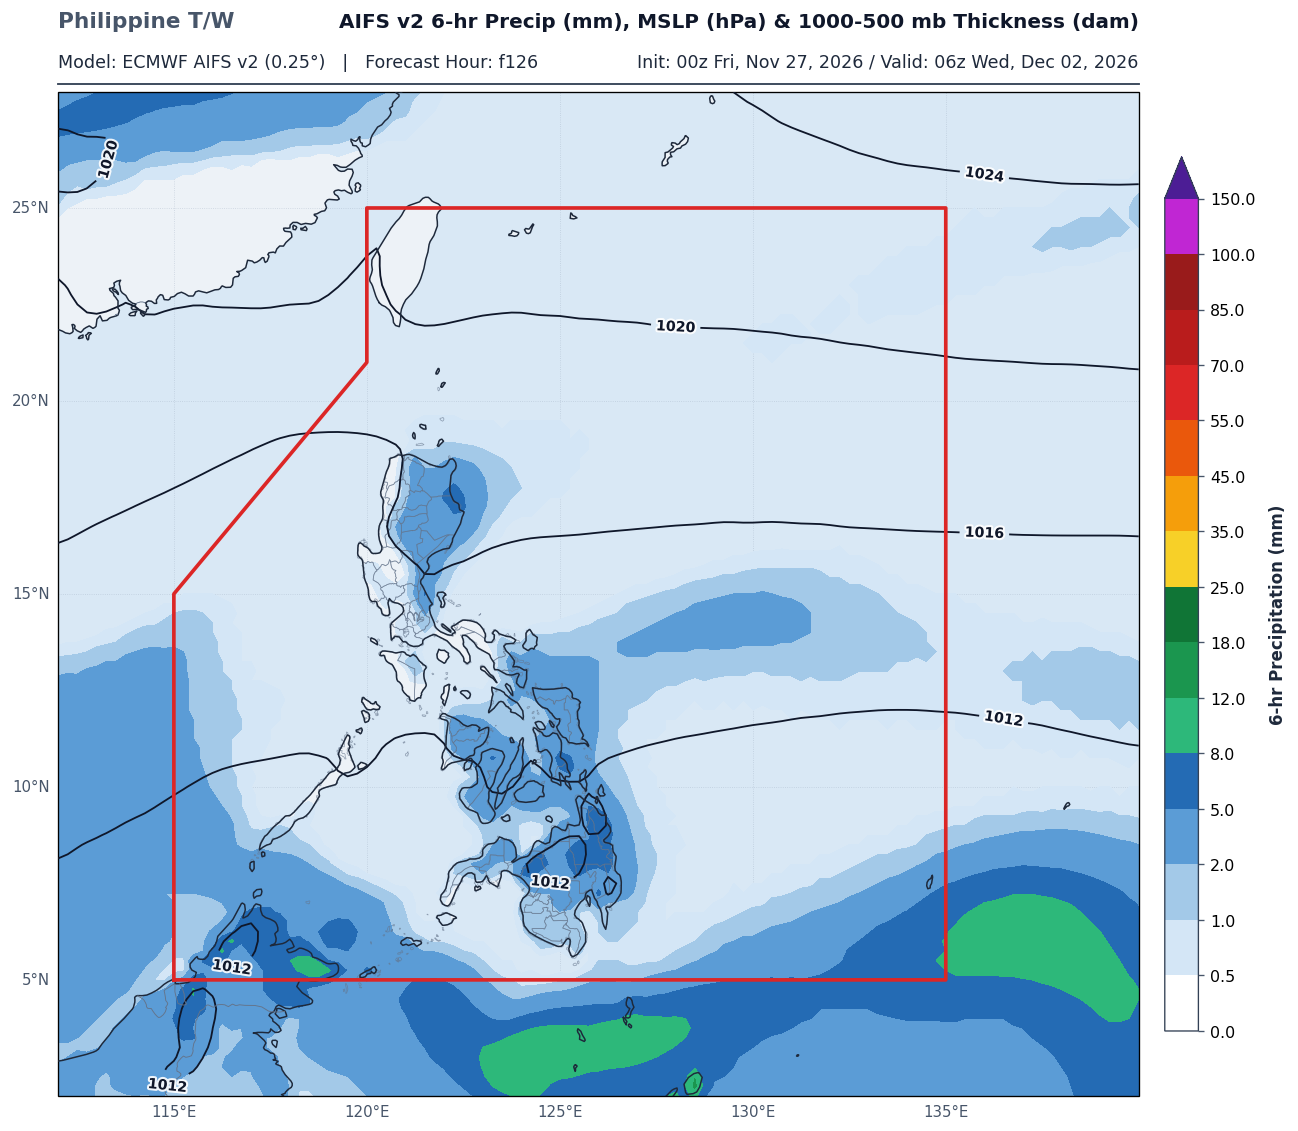 Philippine T/W
AIFS v2 6-hr Precip (mm), MSLP (hPa) & 1000-500 mb Thickness (dam)
Model: ECMWF AIFS v2 (0.25°) | Forecast Hour: f126
Init: 00z Fri, Nov 27, 2026 / Valid: 06z Wed, Dec 02, 2026
1020
1024
1020
1016
1012
1012
1012
1012
25°N
20°N
15°N
10°N
5°N
115°E
120°E
125°E
130°E
135°E
150.0
100.0
85.0
70.0
55.0
45.0
35.0
25.0
18.0
12.0
8.0
5.0
2.0
1.0
0.5
0.0
6-hr Precipitation (mm)